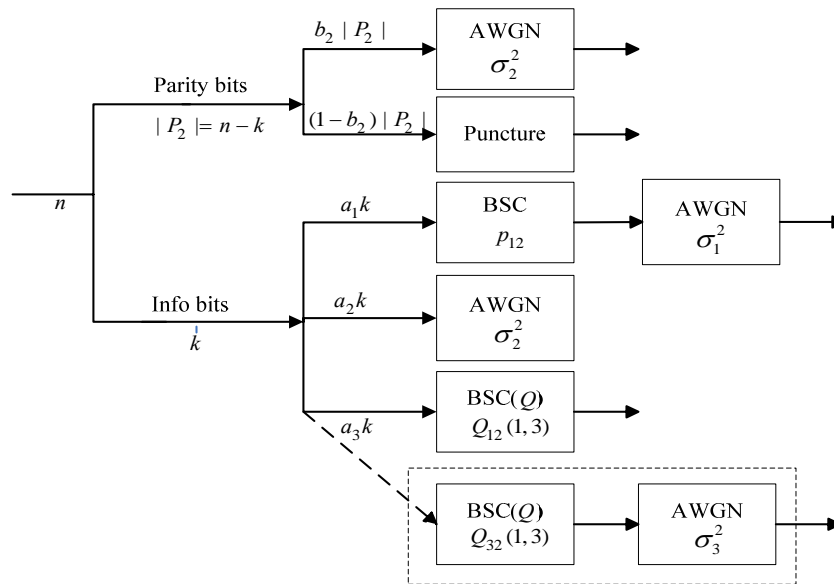 b₂ | P₂ |
AWGN
σ₂²
Parity bits
| P₂ |= n − k
(1 − b₂) | P₂ |
Puncture
n
a₁k
BSC
p₁₂
AWGN
σ₁²
Info bits
k
a₂k
AWGN
σ₂²
a₃k
BSC(Q)
Q₁₂(1,3)
BSC(Q)
Q₃₂(1,3)
AWGN
σ₃²